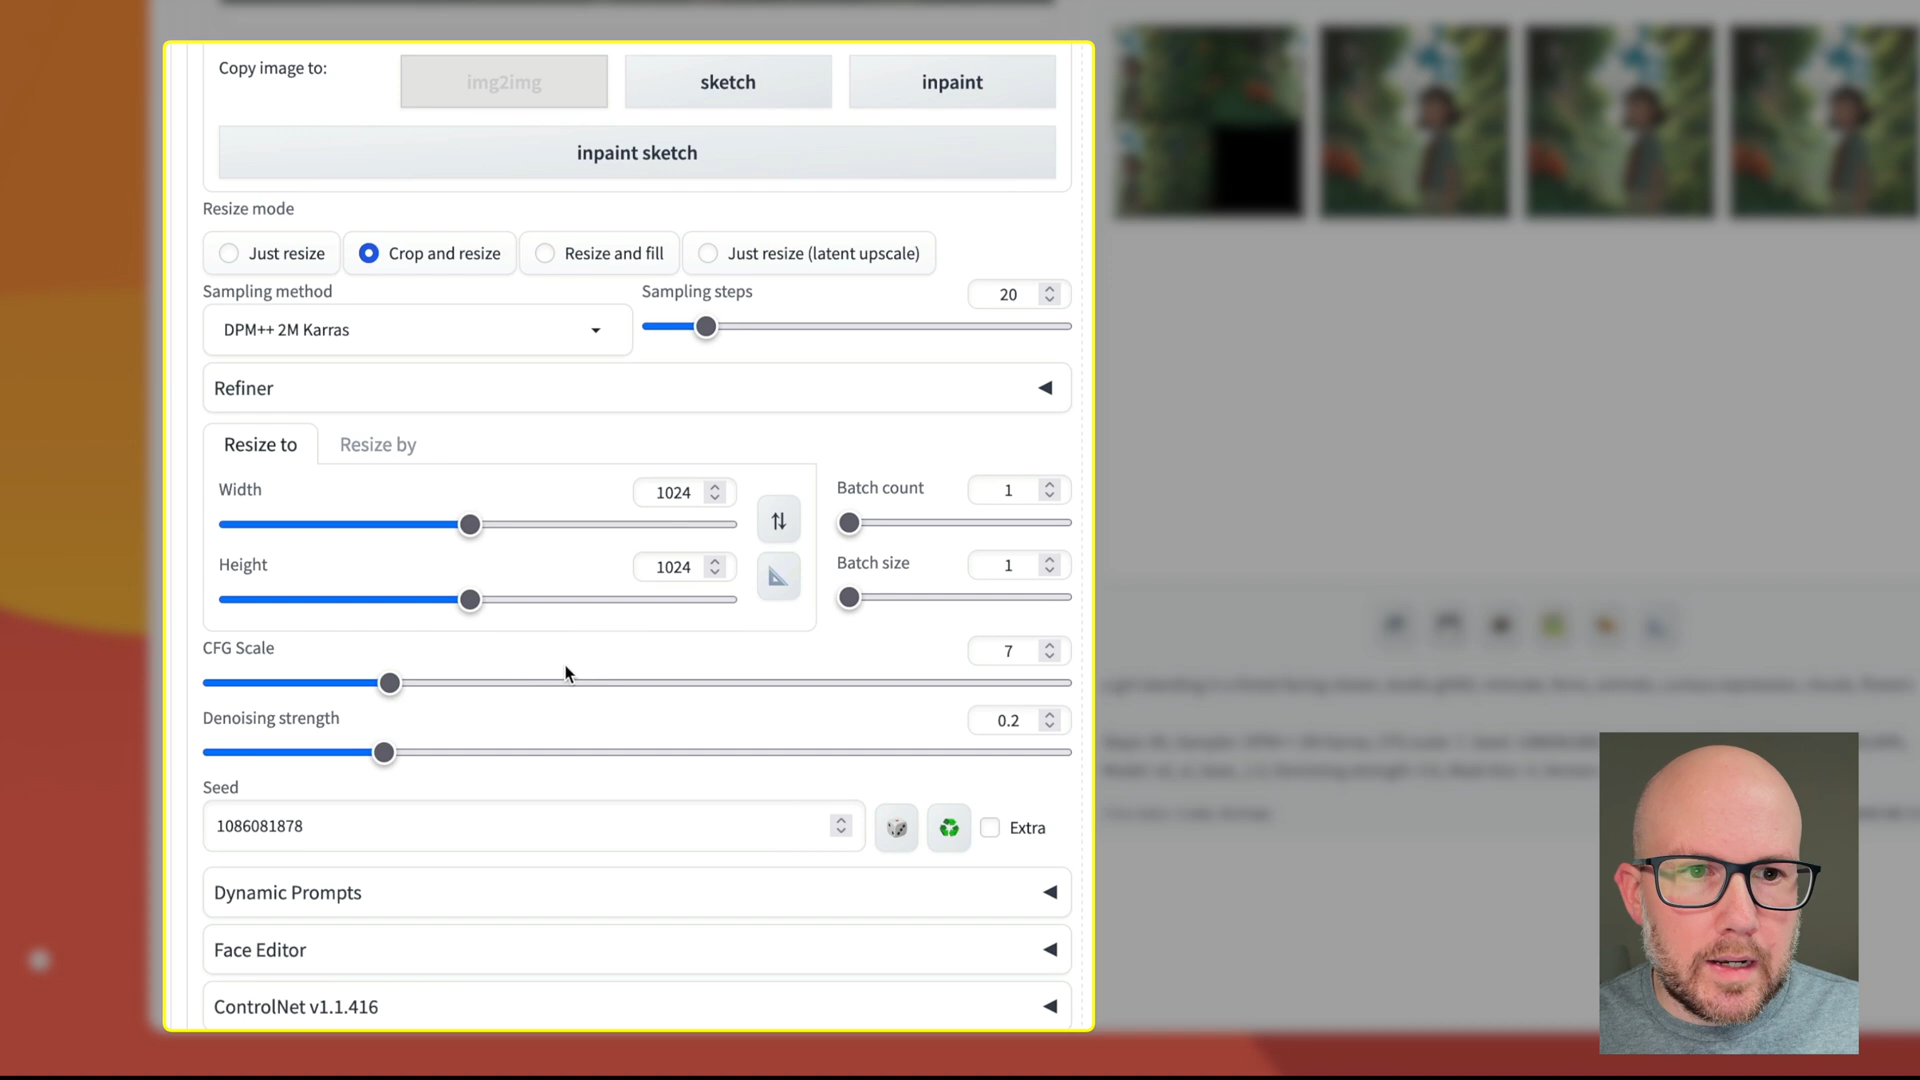 Copy image to:
img2img
sketch
inpaint
inpaint sketch
Resize mode
Just resize
Crop and resize
Resize and fill
Just resize (latent upscale)
Sampling method
Sampling steps
20
DPM++ 2M Karras
Refiner
Resize to
Resize by
Width
1024
Height
1024
Batch count
1
Batch size
1
CFG Scale
7
Denoising strength
0.2
Seed
1086081878
Extra
Dynamic Prompts
Face Editor
ControlNet v1.1.416